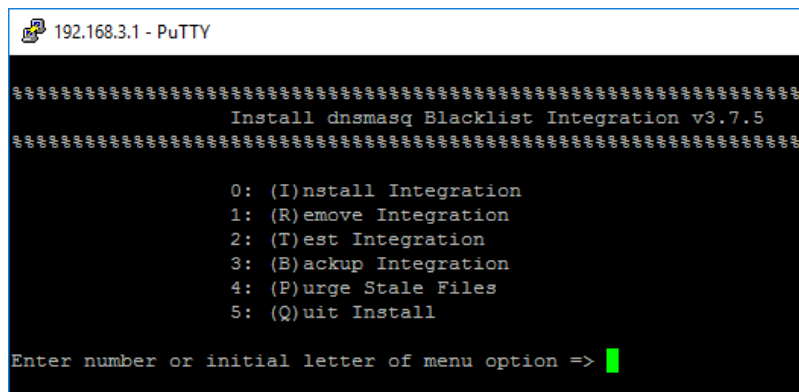 192.168.3.1 - PuTTY
%%%%%%%%%%%%%%%%%%%%%%%%%%%%%%%%%%%%%%%%%%%%%%%%%%%%%%%%%%%%%%%%%
Install dnsmasq Blacklist Integration v3.7.5
%%%%%%%%%%%%%%%%%%%%%%%%%%%%%%%%%%%%%%%%%%%%%%%%%%%%%%%%%%%%%%%%%
0: (I)nstall Integration
1: (R)emove Integration
2: (T)est Integration
3: (B)ackup Integration
4: (P)urge Stale Files
5: (Q)uit Install
Enter number or initial letter of menu option =>